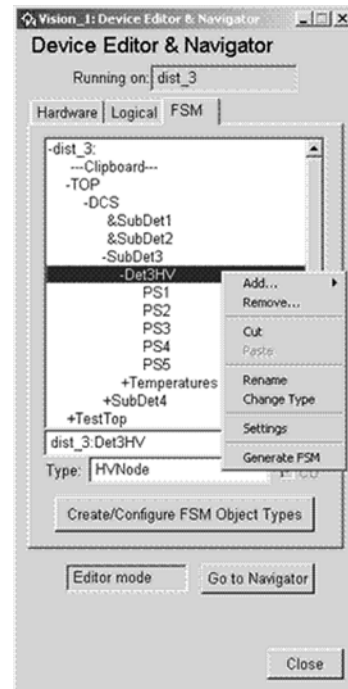 Vision_1: Device Editor & Navigator
Device Editor & Navigator
Running on: dist_3
Hardware Logical FSM
-dist_3:
---Clipboard---
-TOP
-DCS
&SubDet1
&SubDet2
-SubDet3
-Det3HV
PS1
PS2
PS3
PS4
PS5
+Temperatures
+SubDet4
+TestTop
Add...
Remove...
Cut
Paste
Rename
Change Type
Settings
Generate FSM
dist_3:Det3HV
Type: HVNode CU
Create/Configure FSM Object Types
Editor mode Go to Navigator
Close